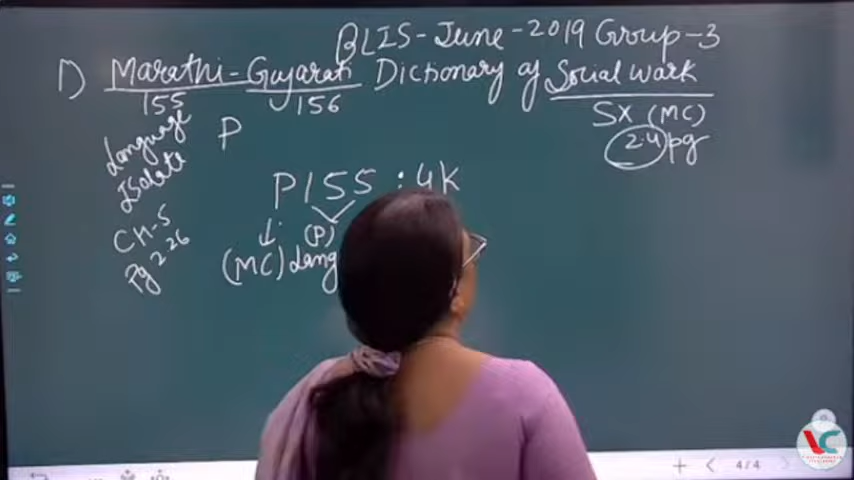 BLIS-June-2019 Group-3
1) Marathi-Gujarati Dictionary of Social Work
155 156
SX (MC)
2.4 pg
Language
Isolate
CH-5
Pg 226
P
P155 : 4K
(P)
(MC) Lang
4/4
VC